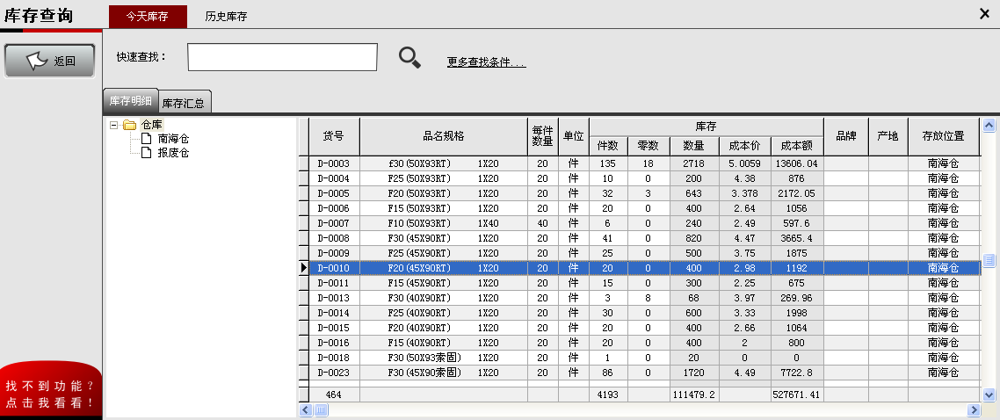 库存查询 今天库存 历史库存
返回 快速查找： 更多查找条件...
库存明细 库存汇总
仓库
南海仓
报废仓
货号 品名规格 每件数量 单位 库存 品牌 产地 存放位置
件数 零数 数量 成本价 成本额
D-0003 f30(50X93RT) 1X20 20 件 135 18 2718 5.0059 13606.04 南海仓
D-0004 F25(50X93RT) 1X20 20 件 10 0 200 4.38 876 南海仓
D-0005 F20(50X93RT) 1X20 20 件 32 3 643 3.378 2172.05 南海仓
D-0006 F15(50X93RT) 1X20 20 件 20 0 400 2.64 1056 南海仓
D-0007 F10(50X93RT) 1X40 40 件 6 0 240 2.49 597.6 南海仓
D-0008 F30(45X90RT) 1X20 20 件 41 0 820 4.47 3665.4 南海仓
D-0009 F25(45X90RT) 1X20 20 件 25 0 500 3.75 1875 南海仓
D-0010 F20(45X90RT) 1X20 20 件 20 0 400 2.98 1192 南海仓
D-0011 F15(45X90RT) 1X20 20 件 15 0 300 2.25 675 南海仓
D-0013 F30(40X90RT) 1X20 20 件 3 8 68 3.97 269.96 南海仓
D-0014 F25(40X90RT) 1X20 20 件 30 0 600 3.33 1998 南海仓
D-0015 F20(40X90RT) 1X20 20 件 20 0 400 2.66 1064 南海仓
D-0016 F15(40X90RT) 1X20 20 件 20 0 400 2 800 南海仓
D-0018 F30(50X93索固) 1X20 20 件 1 0 20 0 0 南海仓
D-0023 F30(45X90索固) 1X20 20 件 86 0 1720 4.49 7722.8 南海仓
464 4193 111479.2 527671.41
找不到功能？
点击我看看！